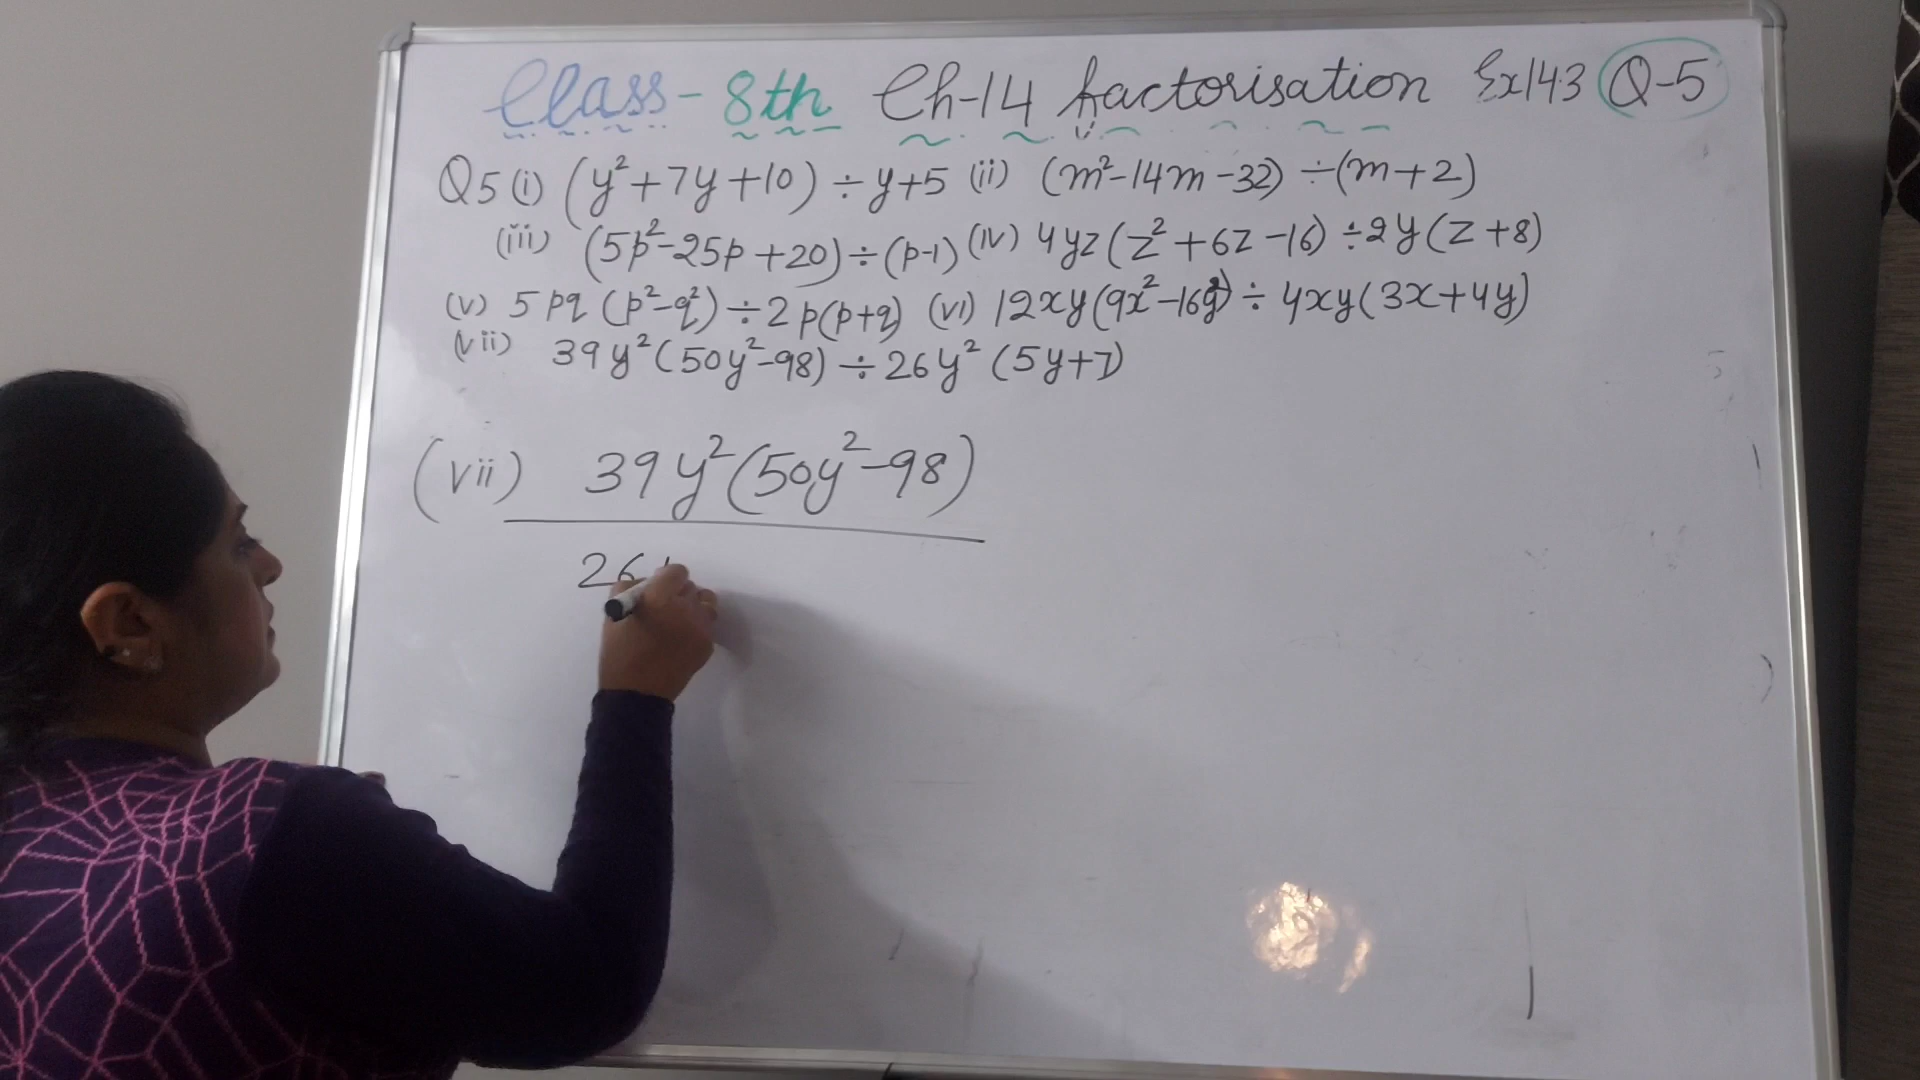 Class - 8th Ch-14 factorisation Ex 14.3 Q-5
Q5 (i) (y²+7y+10) ÷ y+5 (ii) (m²-14m-32) ÷ (m+2)
(iii) (5p²-25p+20) ÷ (p-1) (iv) 4yz(z²+6z-16) ÷ 2y(z+8)
(v) 5pq(p²-q²) ÷ 2p(p+q) (vi) 12xy(9x²-16y²) ÷ 4xy(3x+4y)
(vii) 39y²(50y²-98) ÷ 26y²(5y+7)
(vii) 39y²(50y²-98)
26